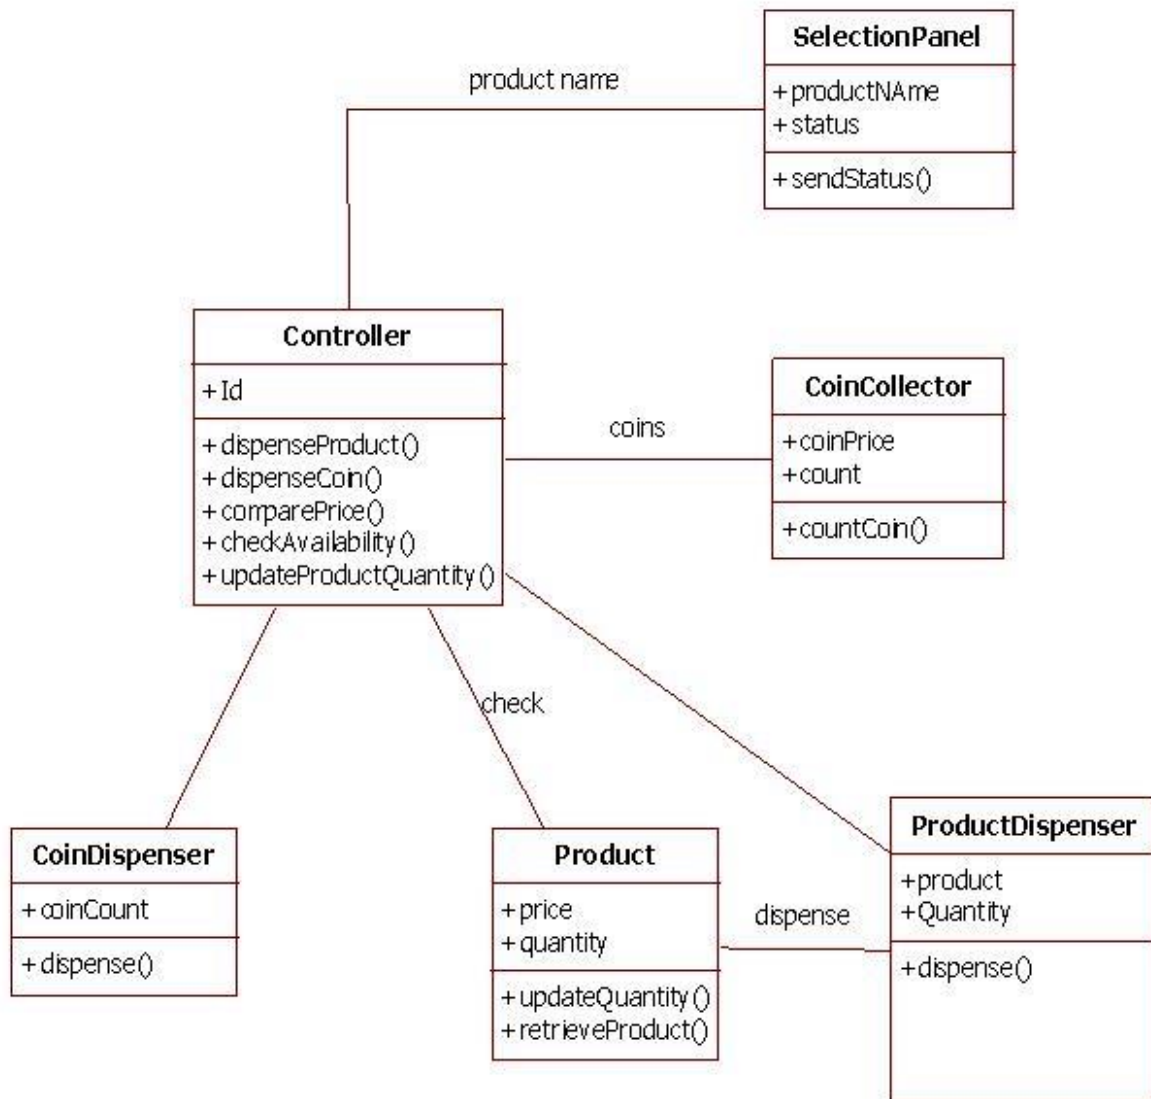 SelectionPanel
product name
+productNAme
+status
+sendStatus()
Controller
+Id
+dispenseProduct()
+dispenseCoin()
+comparePrice()
+checkAvailability()
+updateProductQuantity()
coins
CoinCollector
+coinPrice
+count
+countCoin()
check
CoinDispenser
+coinCount
+dispense()
Product
+price
+quantity
+updateQuantity()
+retrieveProduct()
dispense
ProductDispenser
+product
+Quantity
+dispense()